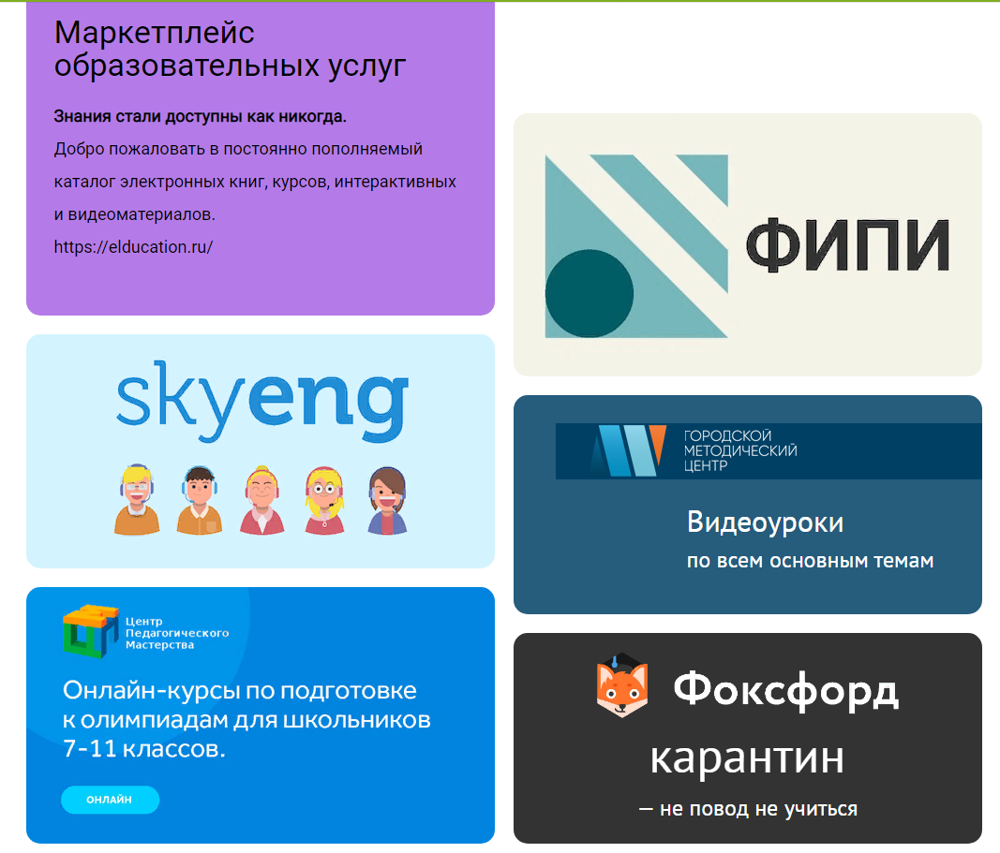 Маркетплейс
образовательных услуг
Знания стали доступны как никогда.
Добро пожаловать в постоянно пополняемый
каталог электронных книг, курсов, интерактивных
и видеоматериалов.
https://elducation.ru/
ФИПИ
skyeng
ГОРОДСКОЙ
МЕТОДИЧЕСКИЙ
ЦЕНТР
Видеоуроки
по всем основным темам
Центр
Педагогического
Мастерства
Онлайн-курсы по подготовке
к олимпиадам для школьников
7-11 классов.
ОНЛАЙН
Фоксфорд
карантин
– не повод не учиться